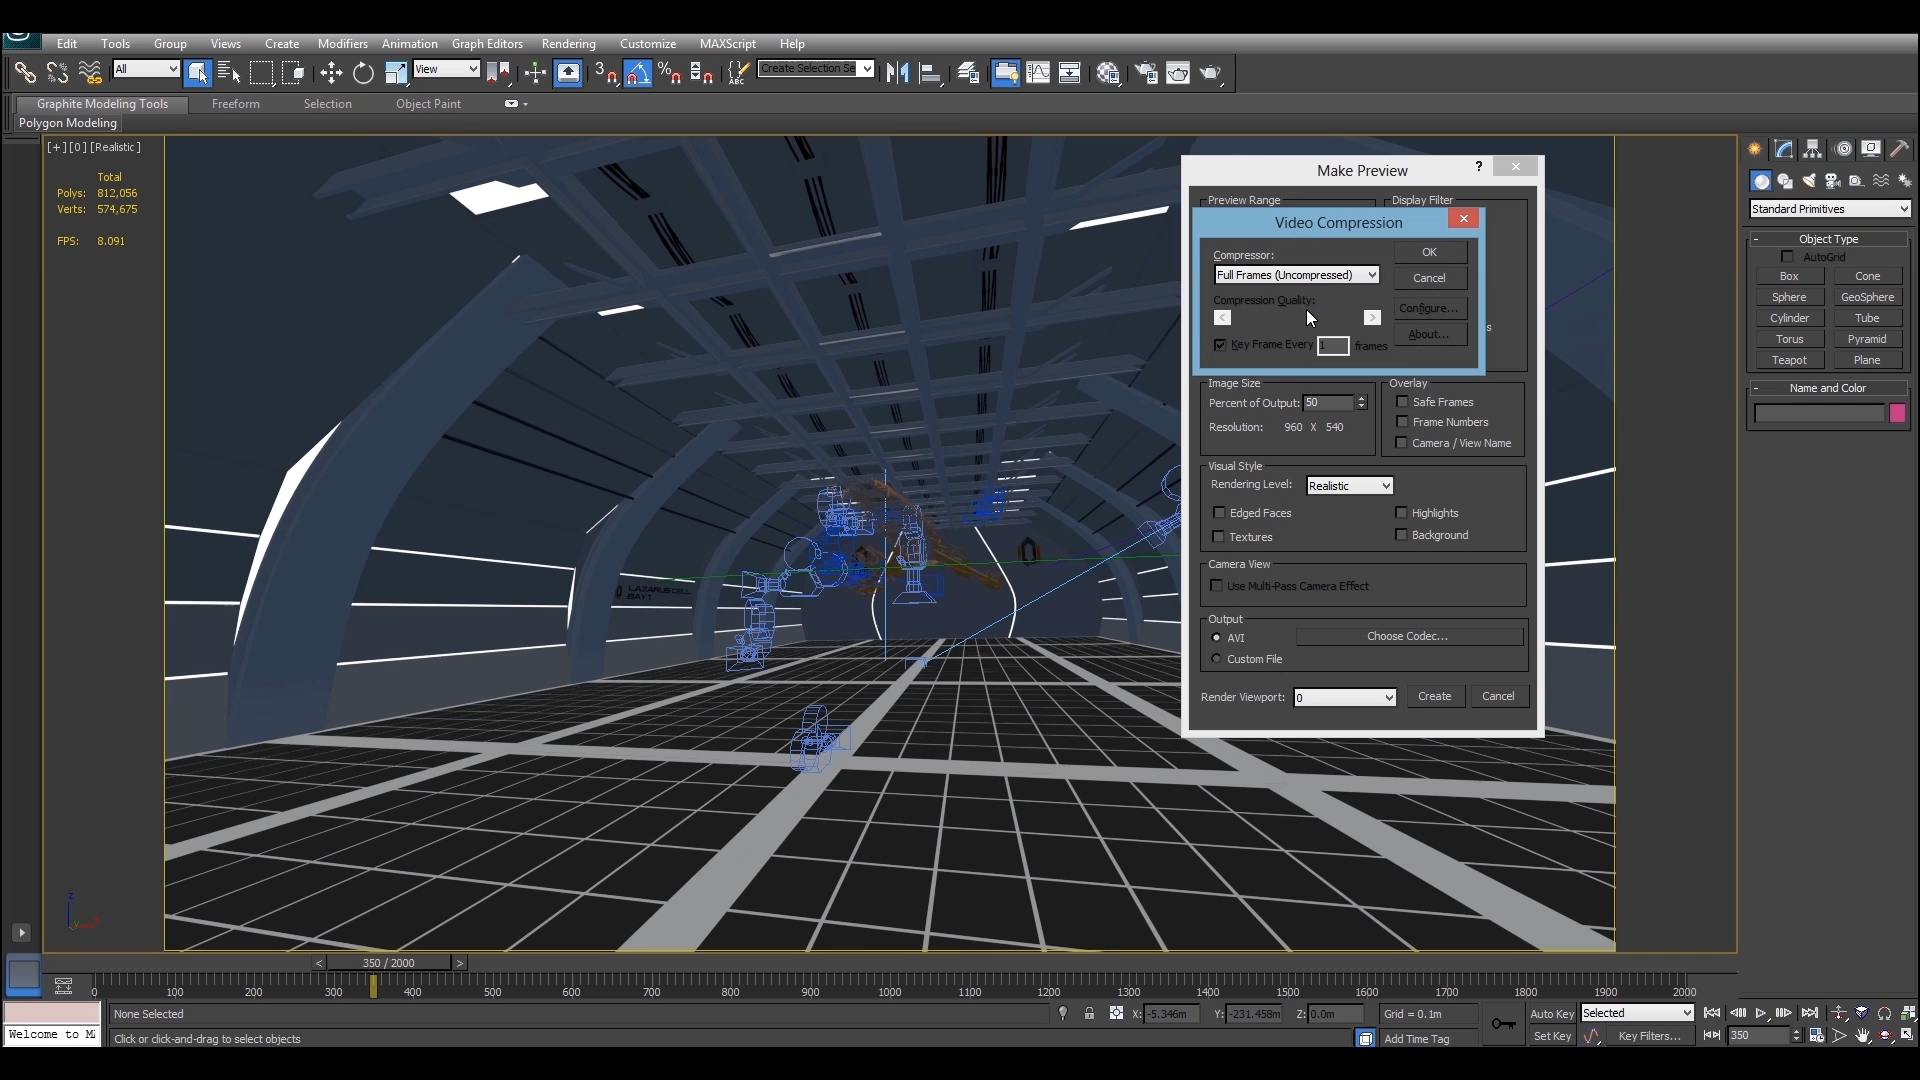 Edit Tools Group Views Create Modifiers Animation Graph Editors Rendering Customize MAXScript Help
All View 3 % ABC Create Selection Se
Graphite Modeling Tools Freeform Selection Object Paint
Polygon Modeling
[+][0][Realistic]
Total
Polys: 812,056
Verts: 574,675
FPS: 8.091
LAZARUS CELL
BAY 1
Make Preview ?
Preview Range Display Filter
Video Compression
Compressor: OK
Full Frames (Uncompressed) Cancel
Compression Quality: Configure...
Key Frame Every 1 frames About...
s
Image Size Overlay
Percent of Output: 50 Safe Frames
Frame Numbers
Resolution: 960 X 540
Camera / View Name
Visual Style
Rendering Level: Realistic
Edged Faces Highlights
Textures Background
Camera View
Use Multi-Pass Camera Effect
Output
AVI Choose Codec...
Custom File
Render Viewport: 0 Create Cancel
Standard Primitives
- Object Type
AutoGrid
Box Cone
Sphere GeoSphere
Cylinder Tube
Torus Pyramid
Teapot Plane
- Name and Color
z
x
y
< 350 / 2000 >
0 100 200 300 400 500 600 700 800 900 1000 1100 1200 1300 1400 1500 1600 1700 1800 1900 2000
None Selected X: -5.346m Y: -231.458m Z: 0.0m Grid = 0.1m Auto Key Selected
Welcome to M Click or click-and-drag to select objects Add Time Tag Set Key Key Filters... 350